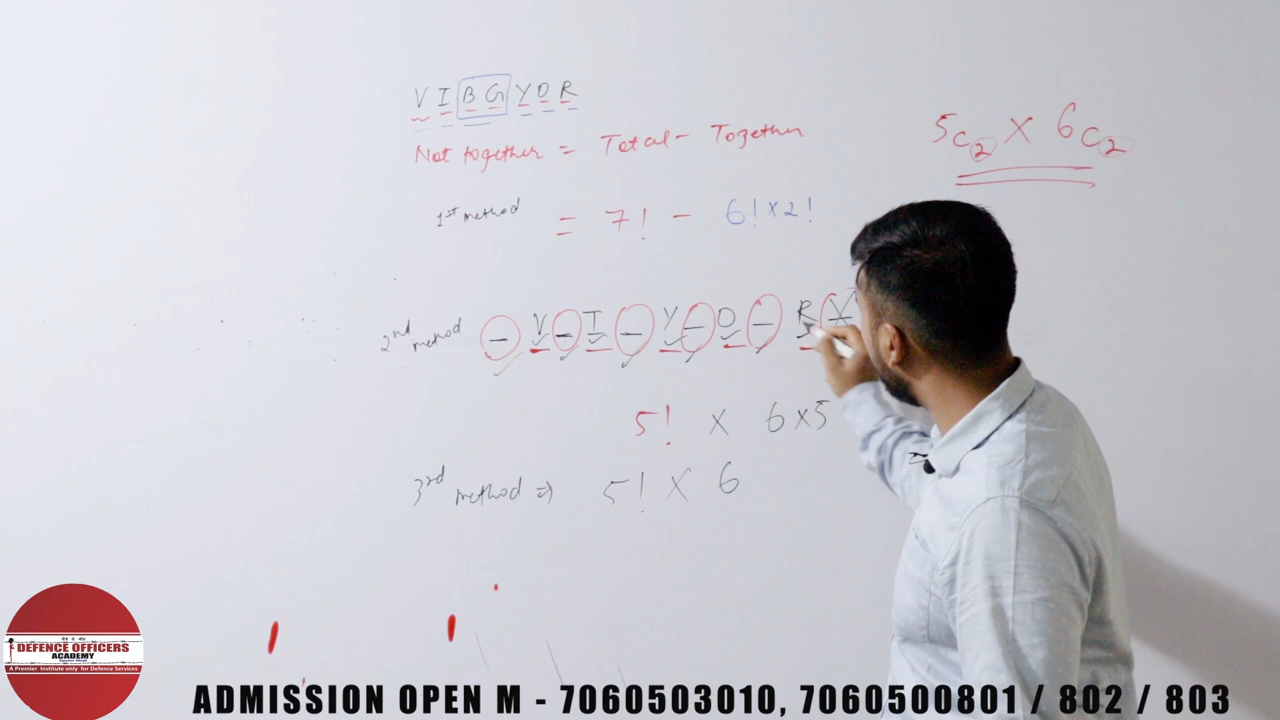 V I B G Y O R
Not together = Total - Together
5C2 X 6C2
1st method = 7! - 6! x 2!
2nd method - V - I - Y - O - R X
5! X 6 x 5
3rd method => 5! X 6
DEFENCE OFFICERS
ACADEMY
A Premier Institute only for Defence Services
ADMISSION OPEN M - 7060503010, 7060500801 / 802 / 803